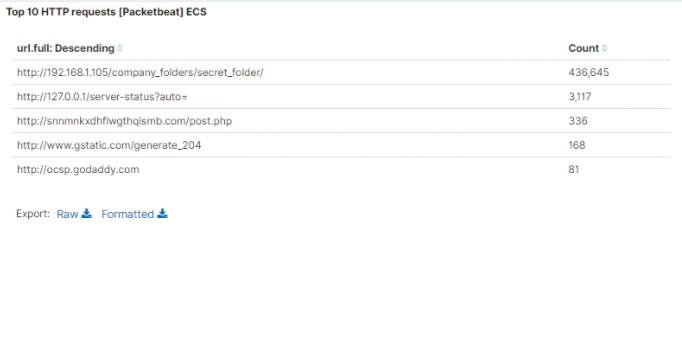 Top 10 HTTP requests [Packetbeat] ECS
url.full: Descending Count
http://192.168.1.105/company_folders/secret_folder/ 436,645
http://127.0.0.1/server-status?auto= 3,117
http://snnmnkxdhflwgthqismb.com/post.php 336
http://www.gstatic.com/generate_204 168
http://ocsp.godaddy.com 81
Export: Raw Formatted